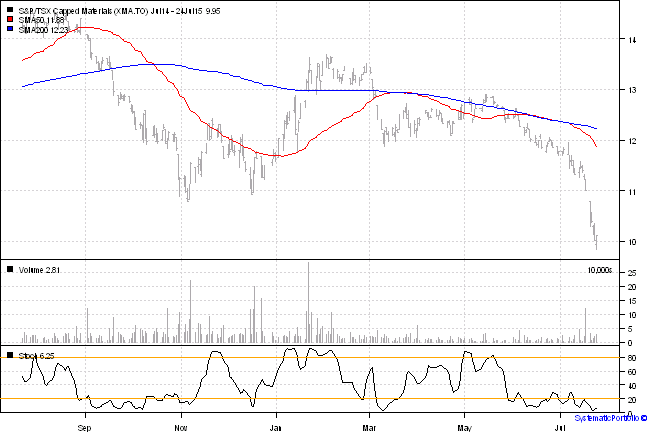 S&P/TSX Capped Materials (XMA.TO) Jul14 - 24Jul15 9.95
SMA50 11.88
SMA200 12.23
14
13
12
11
10
Volume 2.81
10,000s
25
20
15
10
5
0
Stoch 6.25
80
60
40
20
0
Sep
Nov
Jan
Mar
May
Jul
SystematicPortfolio ©